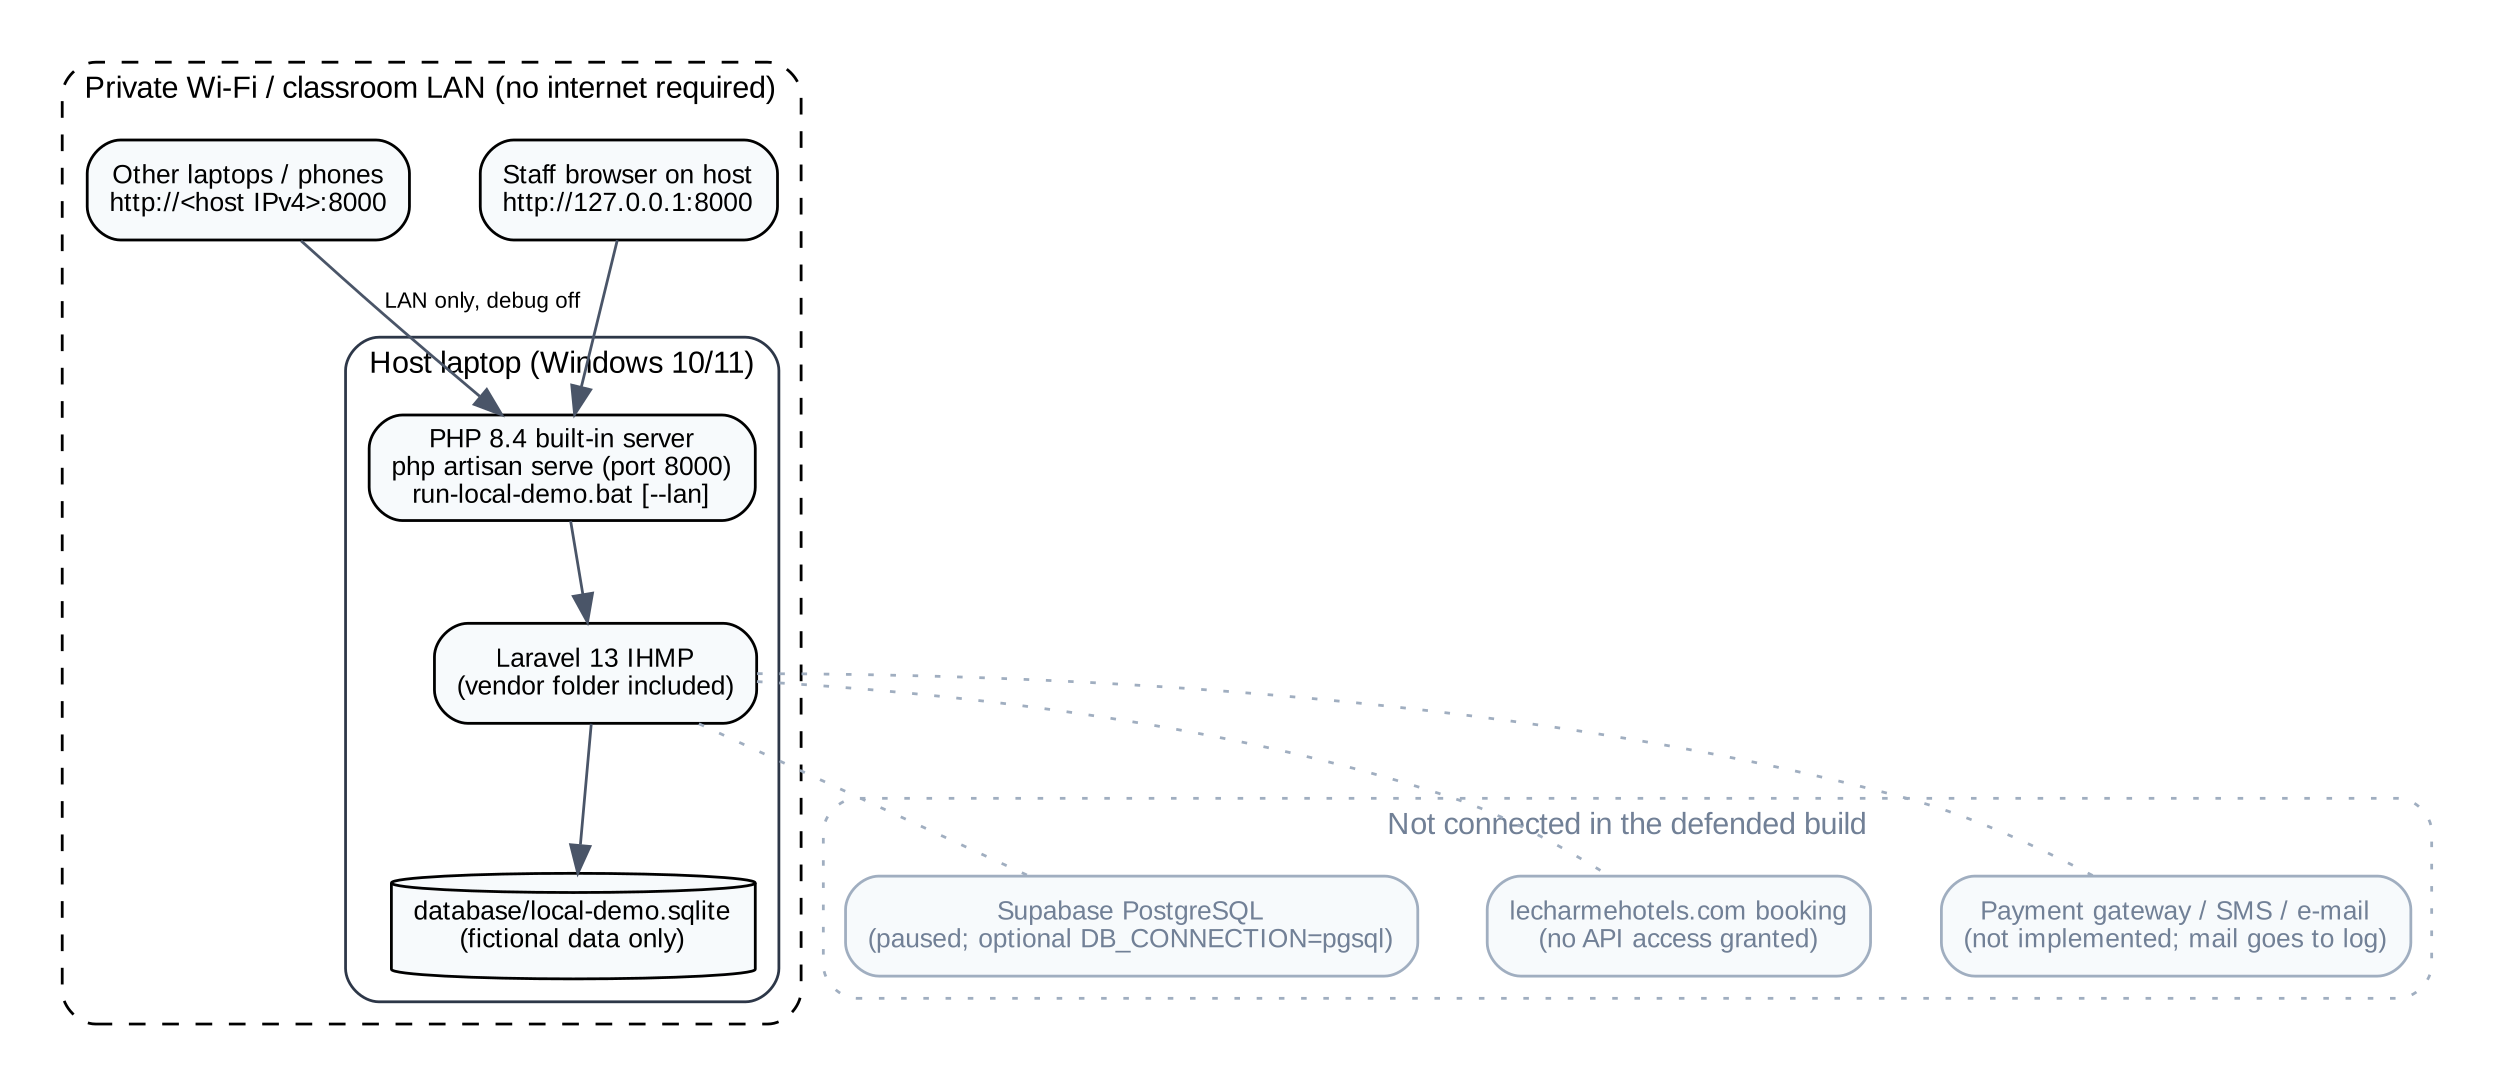 Private Wi-Fi / classroom LAN (no internet required)
Other laptops / phones
http://<host IPv4>:8000
Staff browser on host
http://127.0.0.1:8000
LAN only, debug off
Host laptop (Windows 10/11)
PHP 8.4 built-in server
php artisan serve (port 8000)
run-local-demo.bat [--lan]
Laravel 13 IHMP
(vendor folder included)
database/local-demo.sqlite
(fictional data only)
Not connected in the defended build
Supabase PostgreSQL
(paused; optional DB_CONNECTION=pgsql)
lecharmehotels.com booking
(no API access granted)
Payment gateway / SMS / e-mail
(not implemented; mail goes to log)